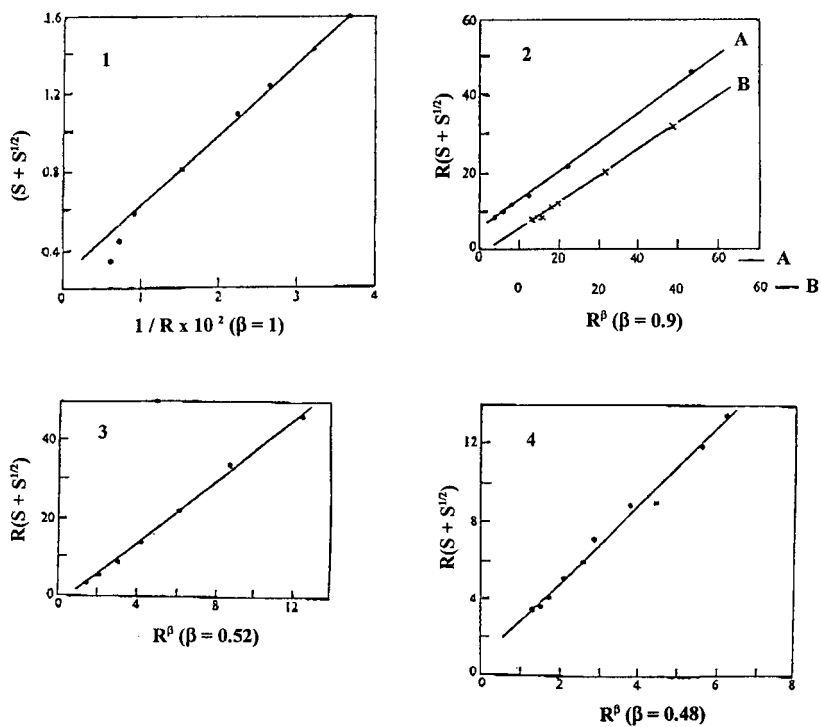 1
(S + S^1/2)
1.6
1.2
0.8
0.4
0 1 2 3 4
1 / R x 10 ² (β = 1)
2
R(S + S^1/2)
60
40
20
0
0 20 40 60
A
B
A
0 20 40 60 B
R^β (β = 0.9)
3
R(S + S^1/2)
40
20
0
0 4 8 12
R^β (β = 0.52)
4
R(S + S^1/2)
12
8
4
0
0 2 4 6 8
R^β (β = 0.48)